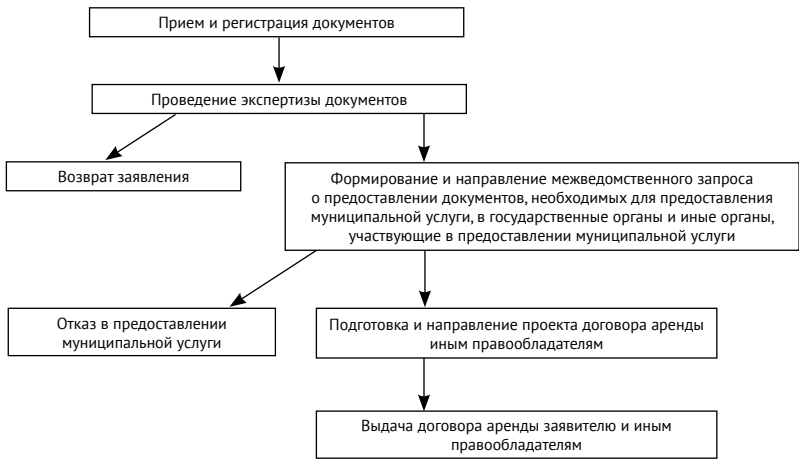 Прием и регистрация документов
Проведение экспертизы документов
Возврат заявления
Формирование и направление межведомственного запроса
о предоставлении документов, необходимых для предоставления
муниципальной услуги, в государственные органы и иные органы,
участвующие в предоставлении муниципальной услуги
Отказ в предоставлении
муниципальной услуги
Подготовка и направление проекта договора аренды
иным правообладателям
Выдача договора аренды заявителю и иным
правообладателям